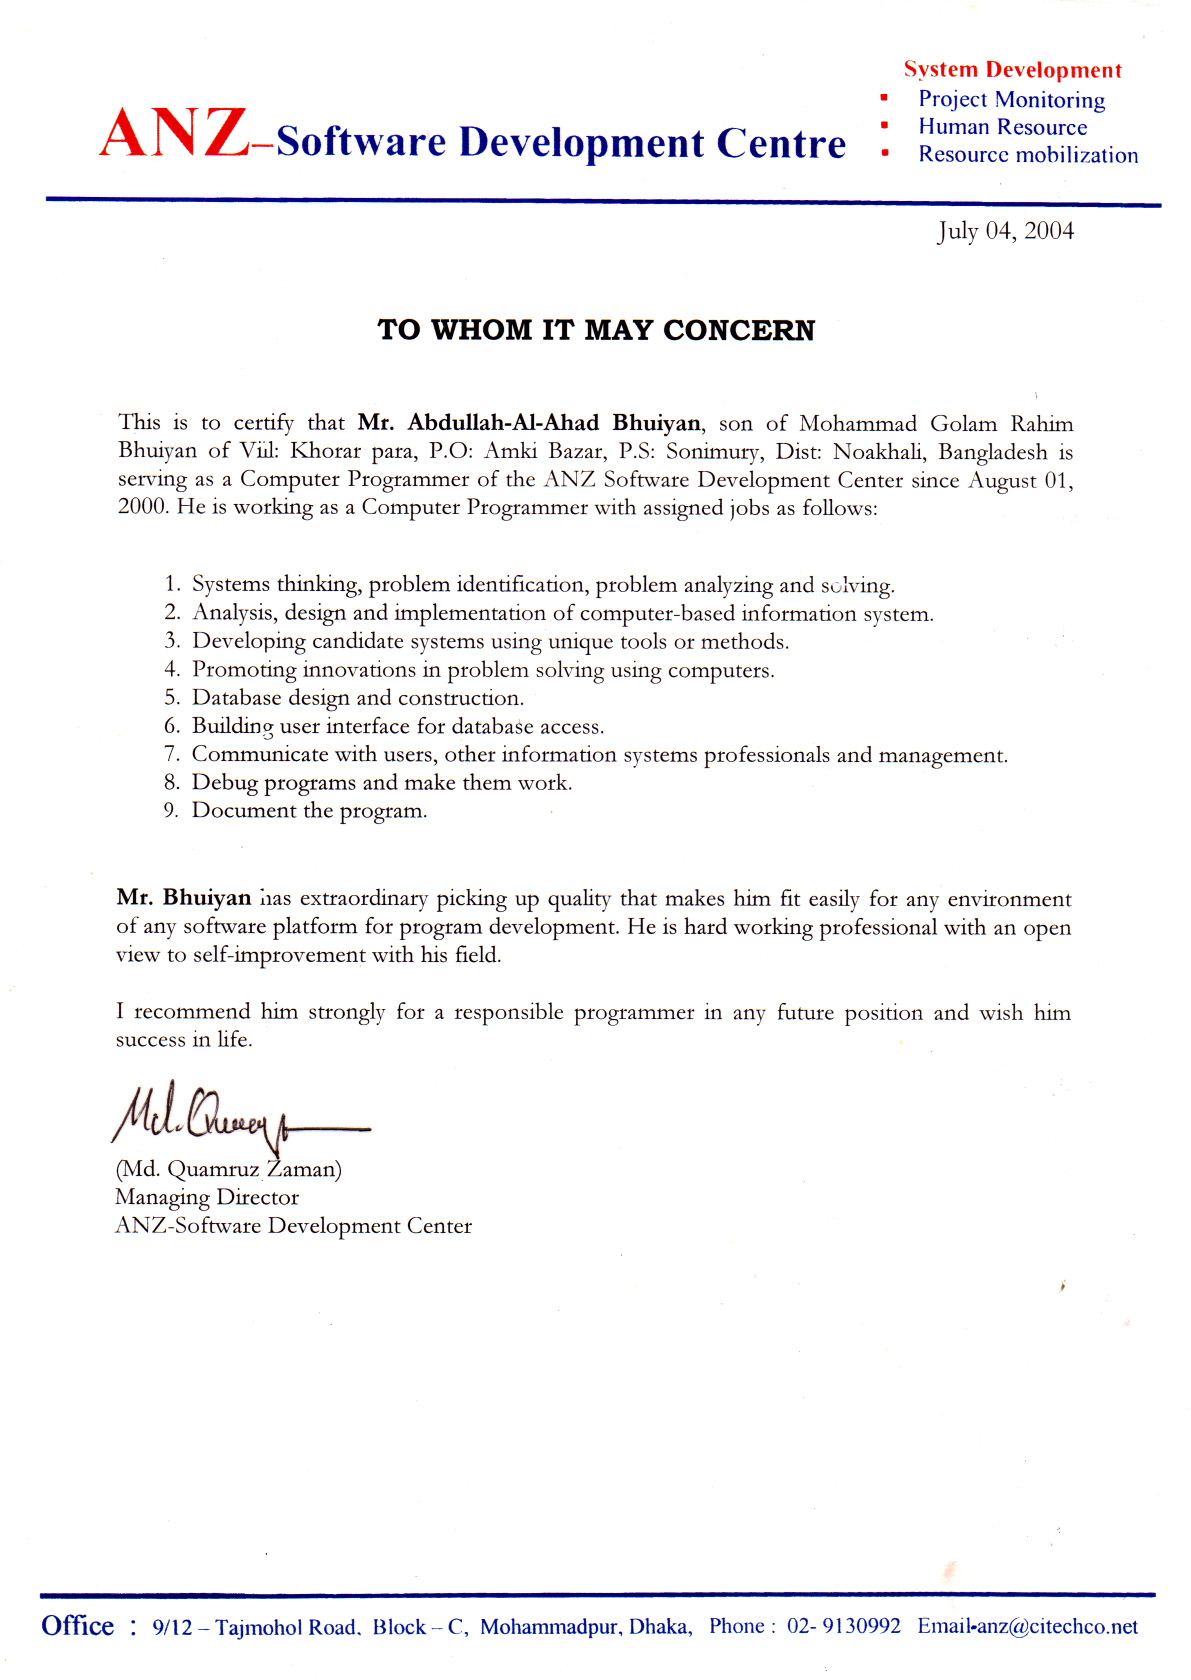 System Development
▪ Project Monitoring
▪ Human Resource
▪ Resource mobilization
ANZ–Software Development Centre
July 04, 2004
TO WHOM IT MAY CONCERN
This is to certify that Mr. Abdullah-Al-Ahad Bhuiyan, son of Mohammad Golam Rahim
Bhuiyan of Vill: Khorar para, P.O: Amki Bazar, P.S: Sonimury, Dist: Noakhali, Bangladesh is
serving as a Computer Programmer of the ANZ Software Development Center since August 01,
2000. He is working as a Computer Programmer with assigned jobs as follows:
1. Systems thinking, problem identification, problem analyzing and solving.
2. Analysis, design and implementation of computer-based information system.
3. Developing candidate systems using unique tools or methods.
4. Promoting innovations in problem solving using computers.
5. Database design and construction.
6. Building user interface for database access.
7. Communicate with users, other information systems professionals and management.
8. Debug programs and make them work.
9. Document the program.
Mr. Bhuiyan has extraordinary picking up quality that makes him fit easily for any environment
of any software platform for program development. He is hard working professional with an open
view to self-improvement with his field.
I recommend him strongly for a responsible programmer in any future position and wish him
success in life.
(Md. Quamruz Zaman)
Managing Director
ANZ-Software Development Center
Office : 9/12 – Tajmohol Road, Block – C, Mohammadpur, Dhaka, Phone : 02- 9130992 Email•anz@citechco.net